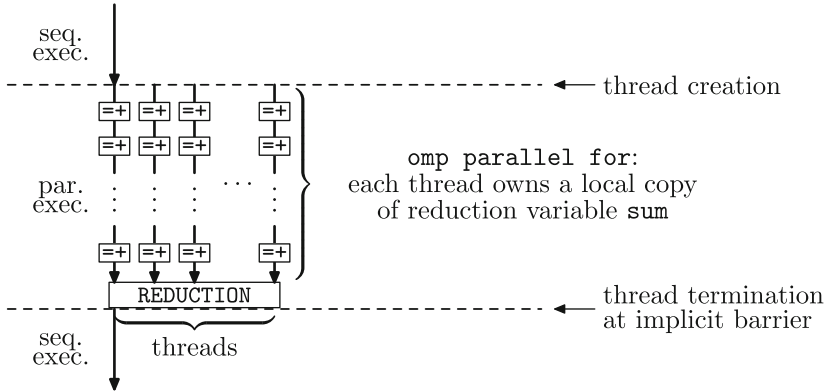 seq.
exec.
thread creation
=+ =+ =+ =+
=+ =+ =+ =+
par.
exec.
omp parallel for:
each thread owns a local copy
of reduction variable sum
=+ =+ =+ =+
REDUCTION
thread termination
at implicit barrier
seq.
exec.
threads